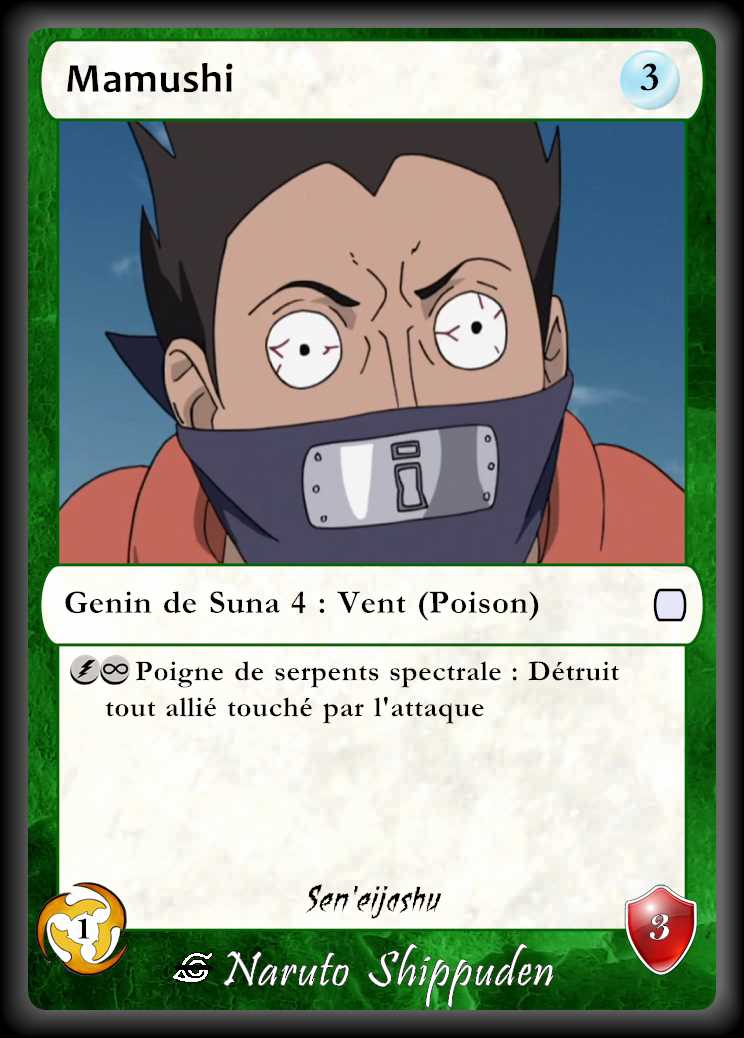 Mamushi
3
Genin de Suna 4 : Vent (Poison)
Poigne de serpents spectrale : Détruit
tout allié touché par l'attaque
Sen'eijashu
1
3
Naruto Shippuden